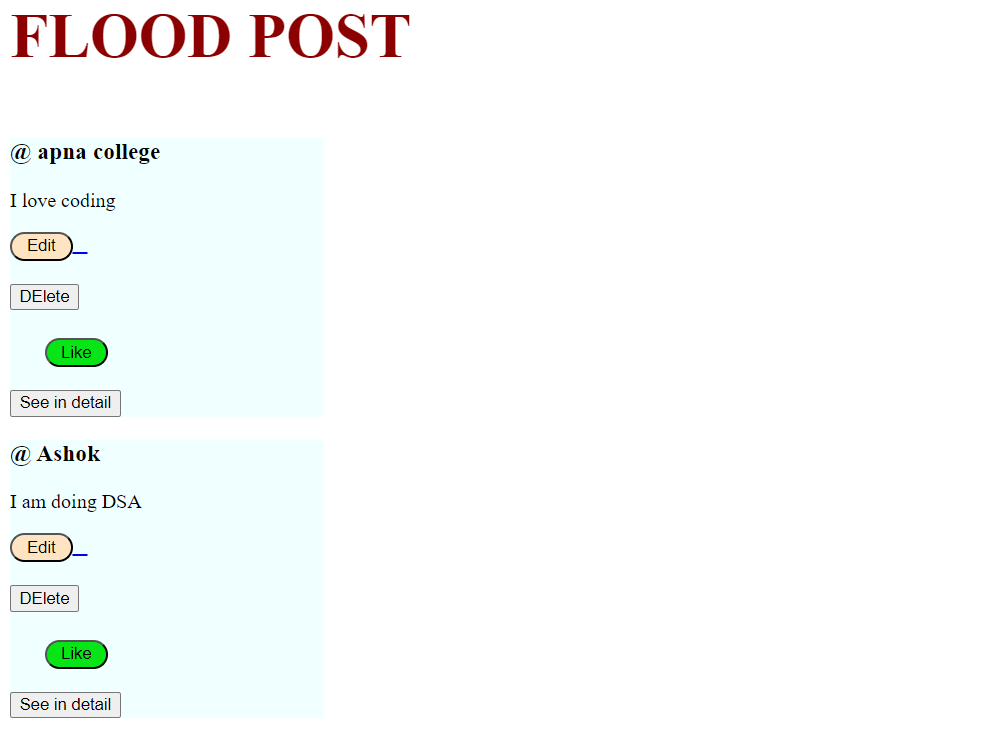 FLOOD POST
@ apna college
I love coding
Edit
DElete
Like
See in detail
@ Ashok
I am doing DSA
Edit
DElete
Like
See in detail